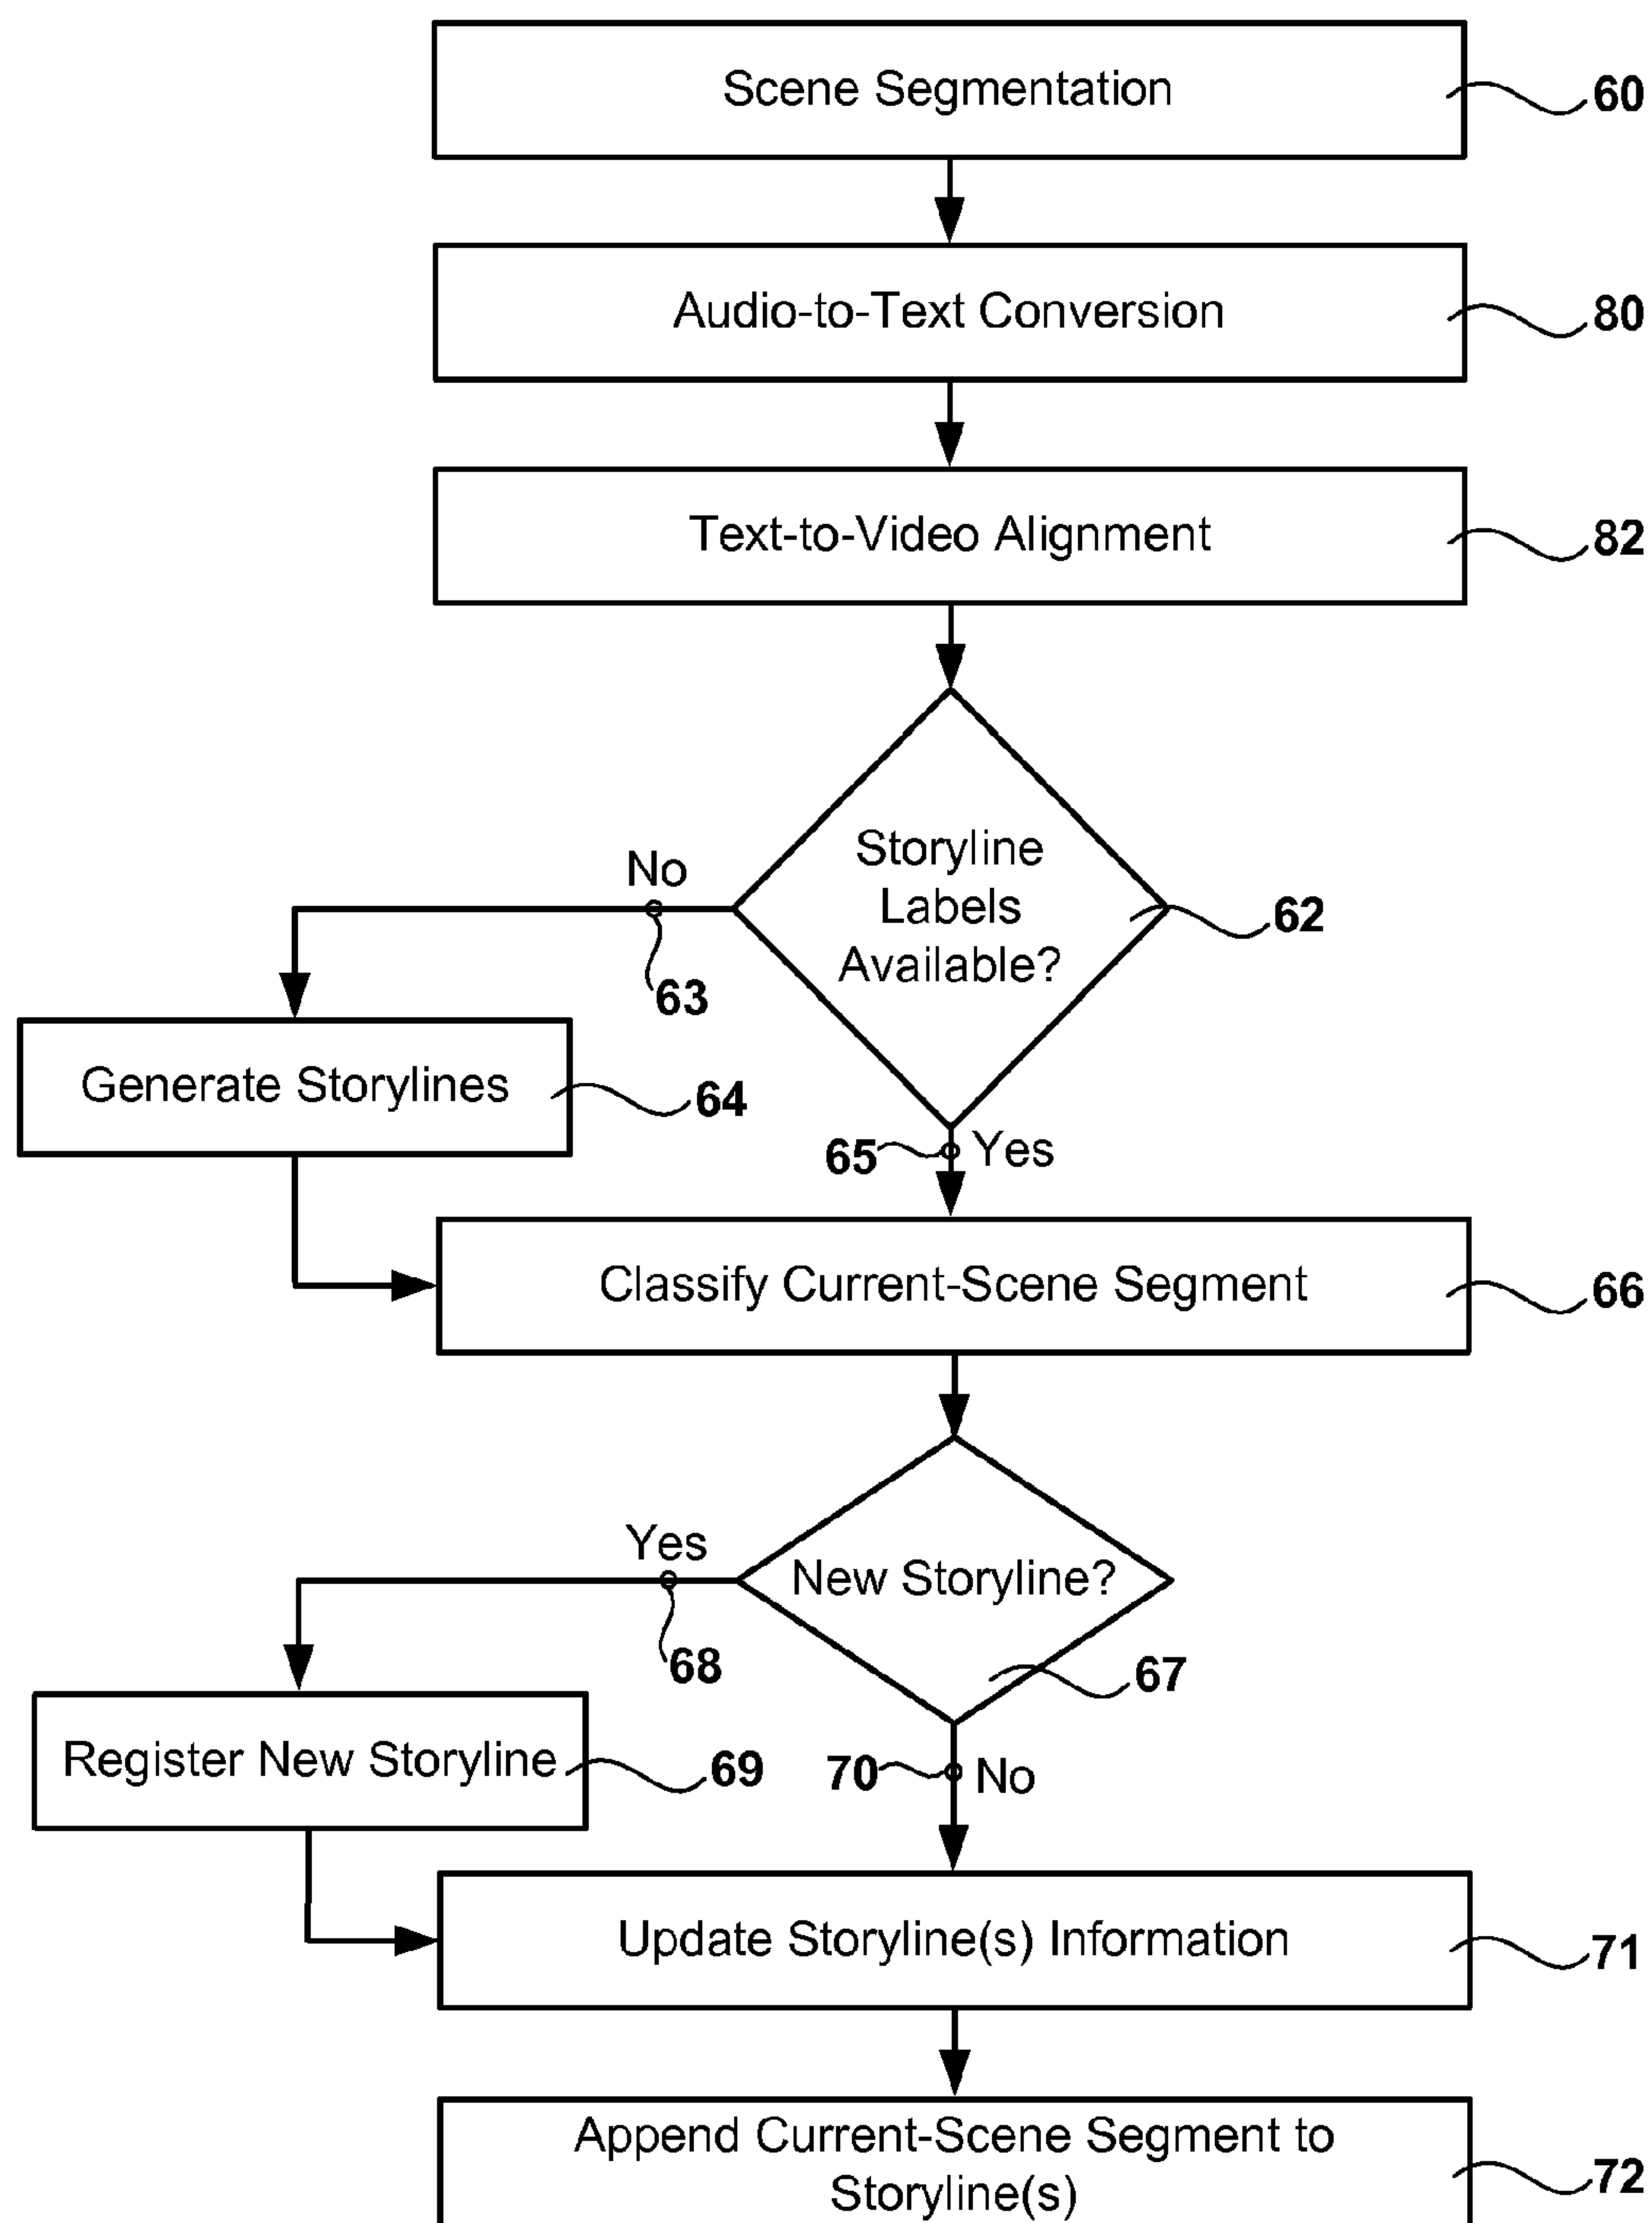 Scene Segmentation
60
Audio-to-Text Conversion
80
Text-to-Video Alignment
82
Storyline
Labels
Available?
62
No
63
Generate Storylines
64
65
Yes
Classify Current-Scene Segment
66
New Storyline?
67
Yes
68
Register New Storyline
69
70
No
Update Storyline(s) Information
71
Append Current-Scene Segment to
Storyline(s)
72